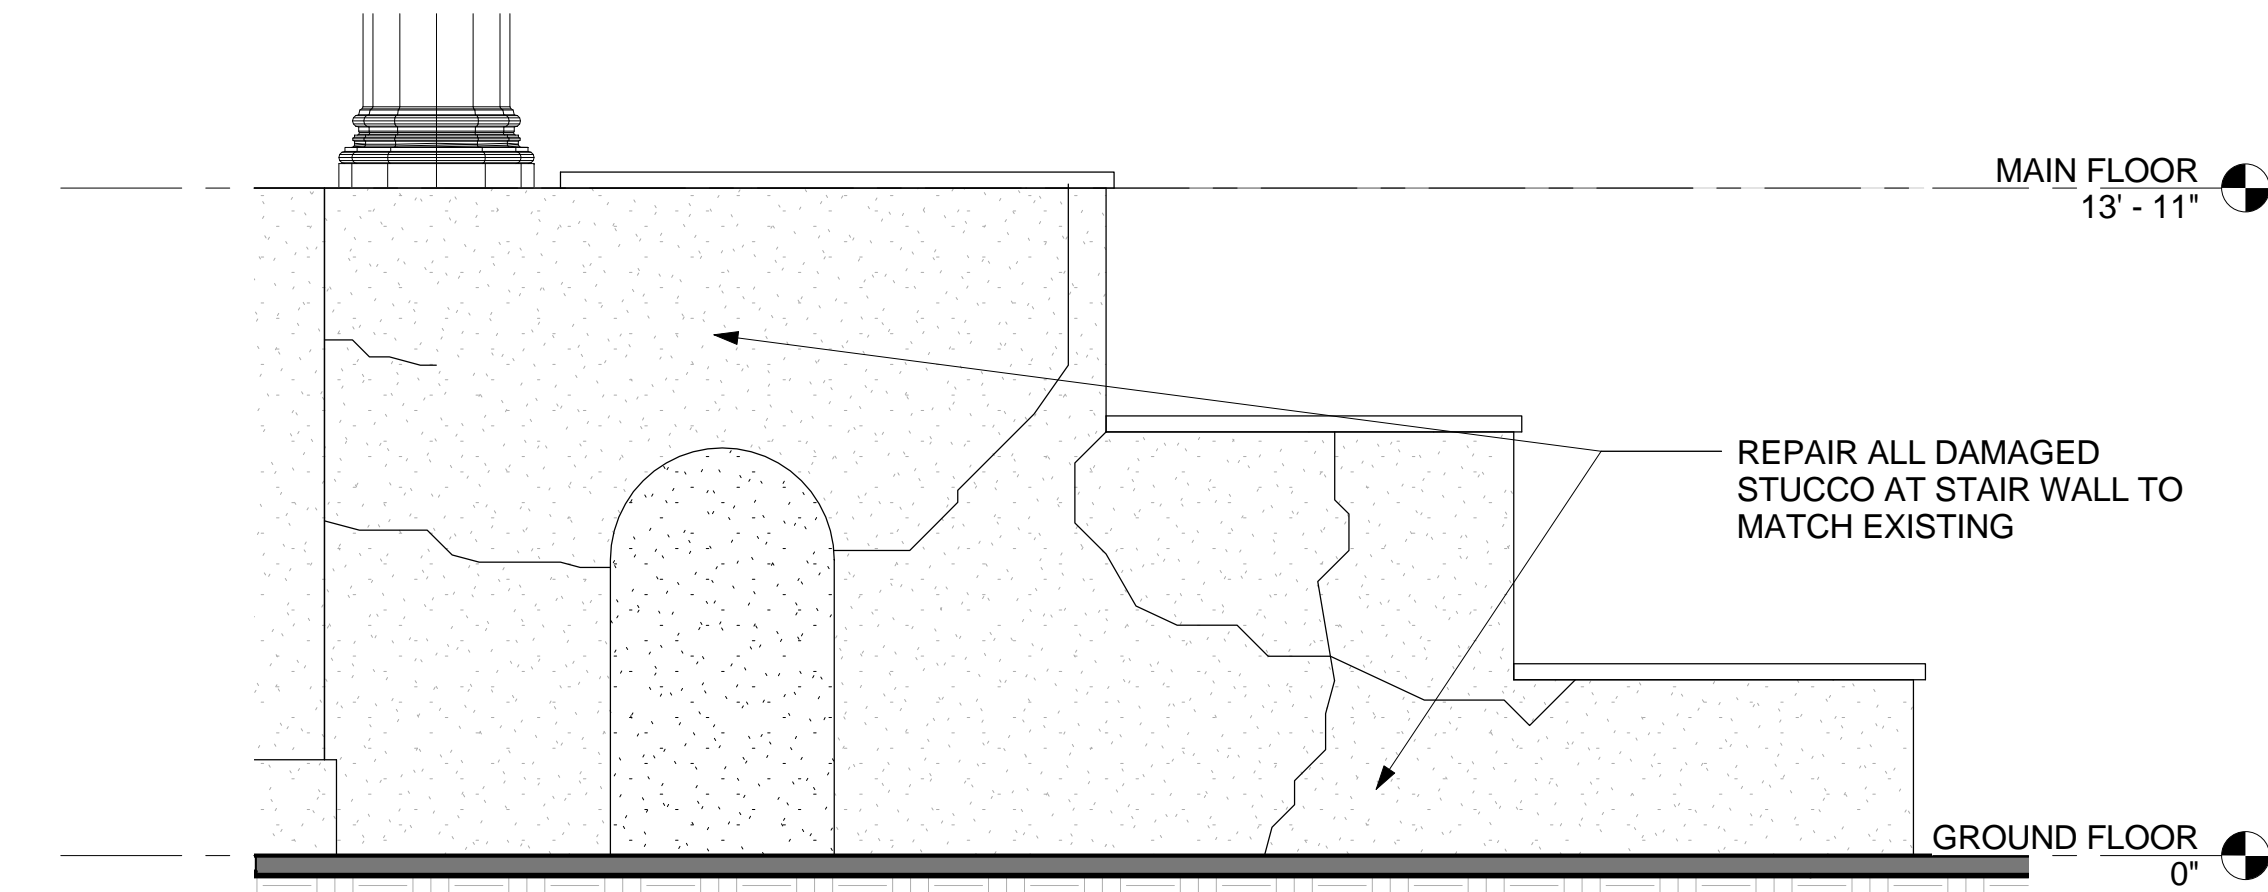 MAIN FLOOR
13' - 11"
REPAIR ALL DAMAGED
STUCCO AT STAIR WALL TO
MATCH EXISTING
GROUND FLOOR
0"